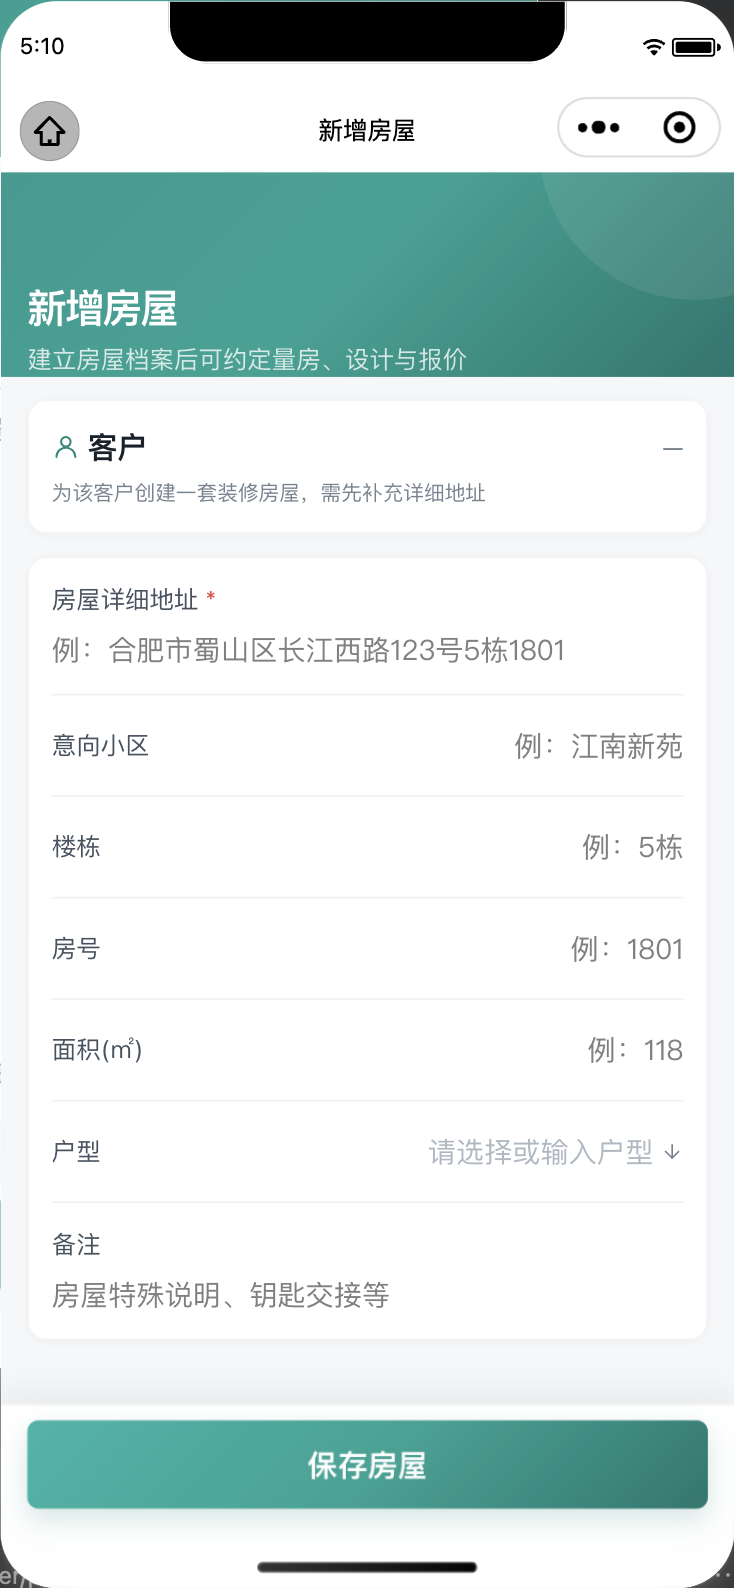 5:10
新增房屋
新增房屋
建立房屋档案后可约定量房、设计与报价
客户
—
为该客户创建一套装修房屋，需先补充详细地址
房屋详细地址 *
例：合肥市蜀山区长江西路123号5栋1801
意向小区 例：江南新苑
楼栋 例：5栋
房号 例：1801
面积(㎡) 例：118
户型 请选择或输入户型
备注
房屋特殊说明、钥匙交接等
保存房屋